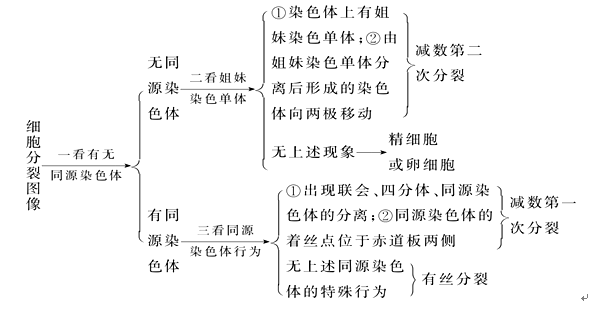 细胞分裂图像
一看有无
同源染色体
无同
源染
色体
二看姐妹
染色单体
①染色体上有姐
妹染色单体;②由
姐妹染色单体分
离后形成的染色
体向两极移动
减数第二
次分裂
无上述现象
精细胞
或卵细胞
有同
源染
色体
三看同源
染色体行为
①出现联会、四分体、同源染
色体的分离;②同源染色体的
着丝点位于赤道板两侧
减数第一
次分裂
无上述同源染色
体的特殊行为
有丝分裂